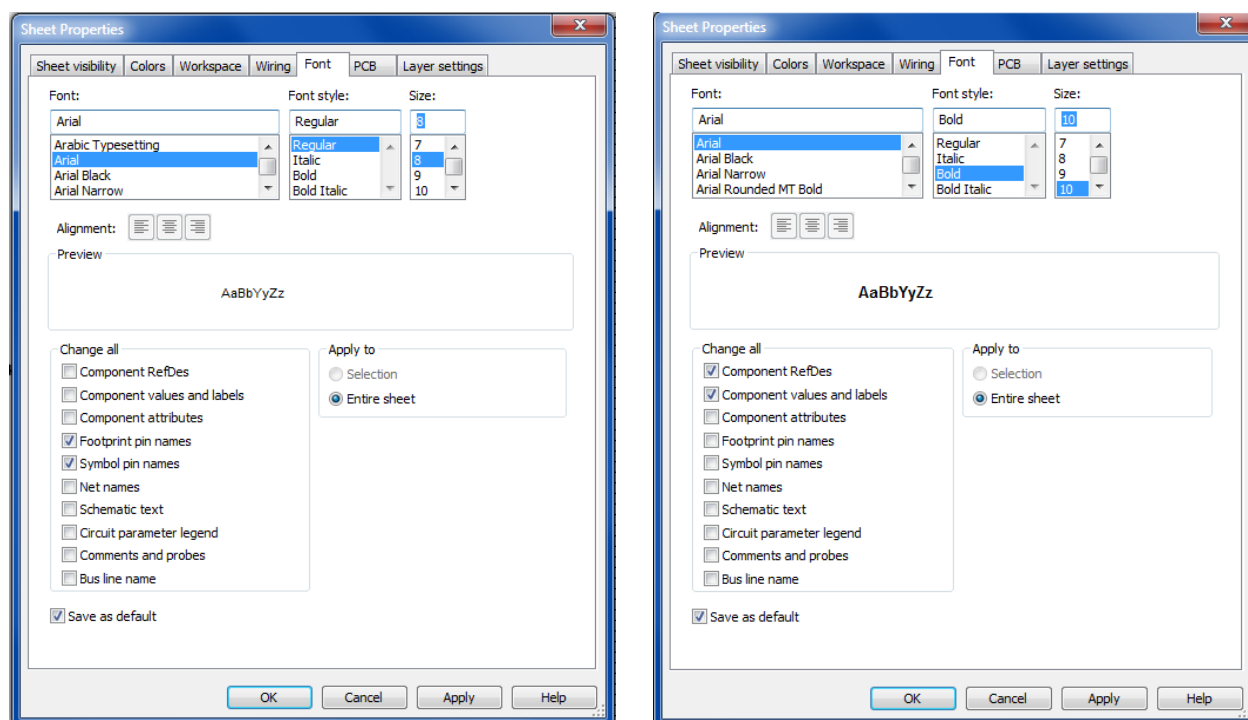 Sheet Properties
Sheet visibility Colors Workspace Wiring Font PCB Layer settings
Font: Font style: Size:
Arial Regular 8
Arabic Typesetting Regular 7
Arial Italic 8
Arial Black Bold 9
Arial Narrow Bold Italic 10
Alignment:
Preview
AaBbYyZz
Change all Apply to
Component RefDes Selection
Component values and labels Entire sheet
Component attributes
Footprint pin names
Symbol pin names
Net names
Schematic text
Circuit parameter legend
Comments and probes
Bus line name
Save as default
OK Cancel Apply Help
Sheet Properties
Sheet visibility Colors Workspace Wiring Font PCB Layer settings
Font: Font style: Size:
Arial Bold 10
Arial Regular 7
Arial Black Italic 8
Arial Narrow Bold 9
Arial Rounded MT Bold Bold Italic 10
Alignment:
Preview
AaBbYyZz
Change all Apply to
Component RefDes Selection
Component values and labels Entire sheet
Component attributes
Footprint pin names
Symbol pin names
Net names
Schematic text
Circuit parameter legend
Comments and probes
Bus line name
Save as default
OK Cancel Apply Help